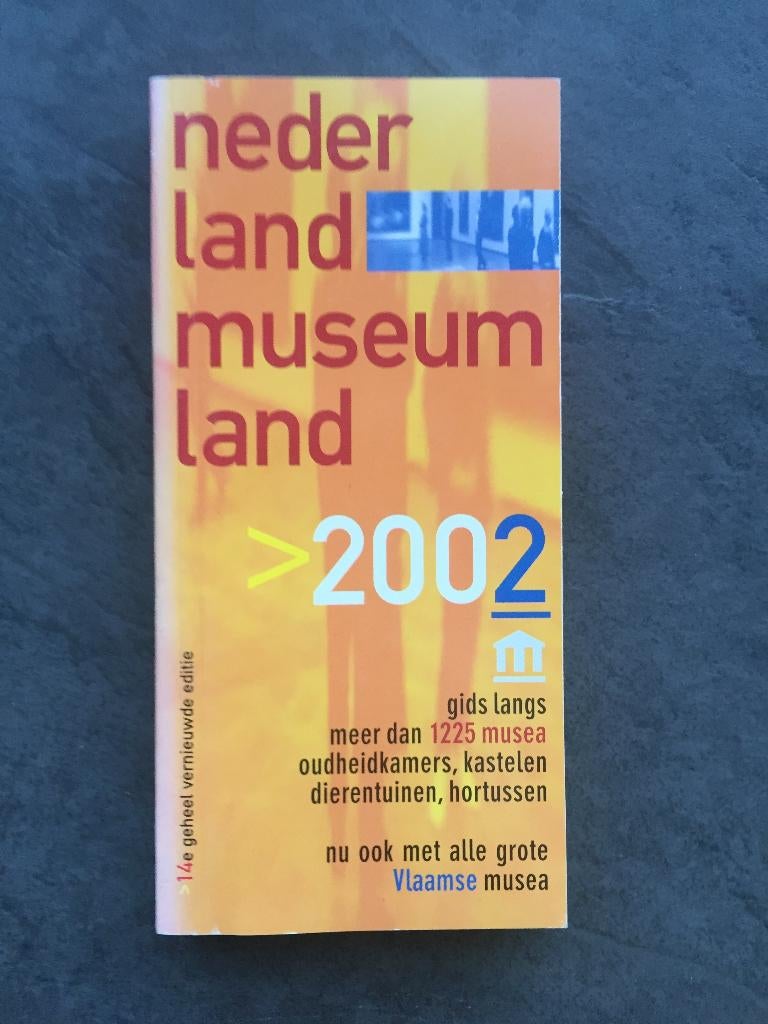 neder
land
museum
land
>2002
gids langs
meer dan 1225 musea
oudheidkamers, kastelen
dierentuinen, hortussen
nu ook met alle grote
Vlaamse musea
>14e geheel vernieuwde editie